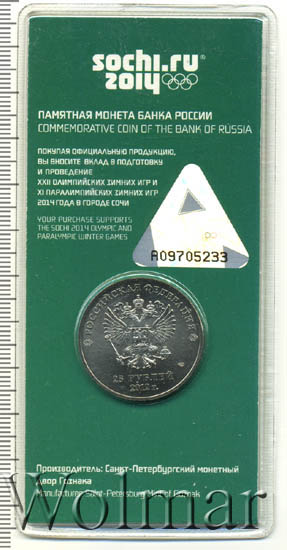 sochi.ru
2014
ПАМЯТНАЯ МОНЕТА БАНКА РОССИИ
COMMEMORATIVE COIN OF THE BANK OF RUSSIA
ПОКУПАЯ ОФИЦИАЛЬНУЮ ПРОДУКЦИЮ,
ВЫ ВНОСИТЕ ВКЛАД В ПОДГОТОВКУ
И ПРОВЕДЕНИЕ
XXII ОЛИМПИЙСКИХ ЗИМНИХ ИГР И
XI ПАРАЛИМПИЙСКИХ ЗИМНИХ ИГР
2014 ГОДА В ГОРОДЕ СОЧИ
YOUR PURCHASE SUPPORTS
THE SOCHI 2014 OLYMPIC AND
PARALYMPIC WINTER GAMES
A09705233
РОССИЙСКАЯ ФЕДЕРАЦИЯ
25 РУБЛЕЙ
2012 г.
Производитель: Санкт-Петербургский монетный
двор Гознака
Manufacturer: Saint-Petersburg Mint of Goznak
Wolmar